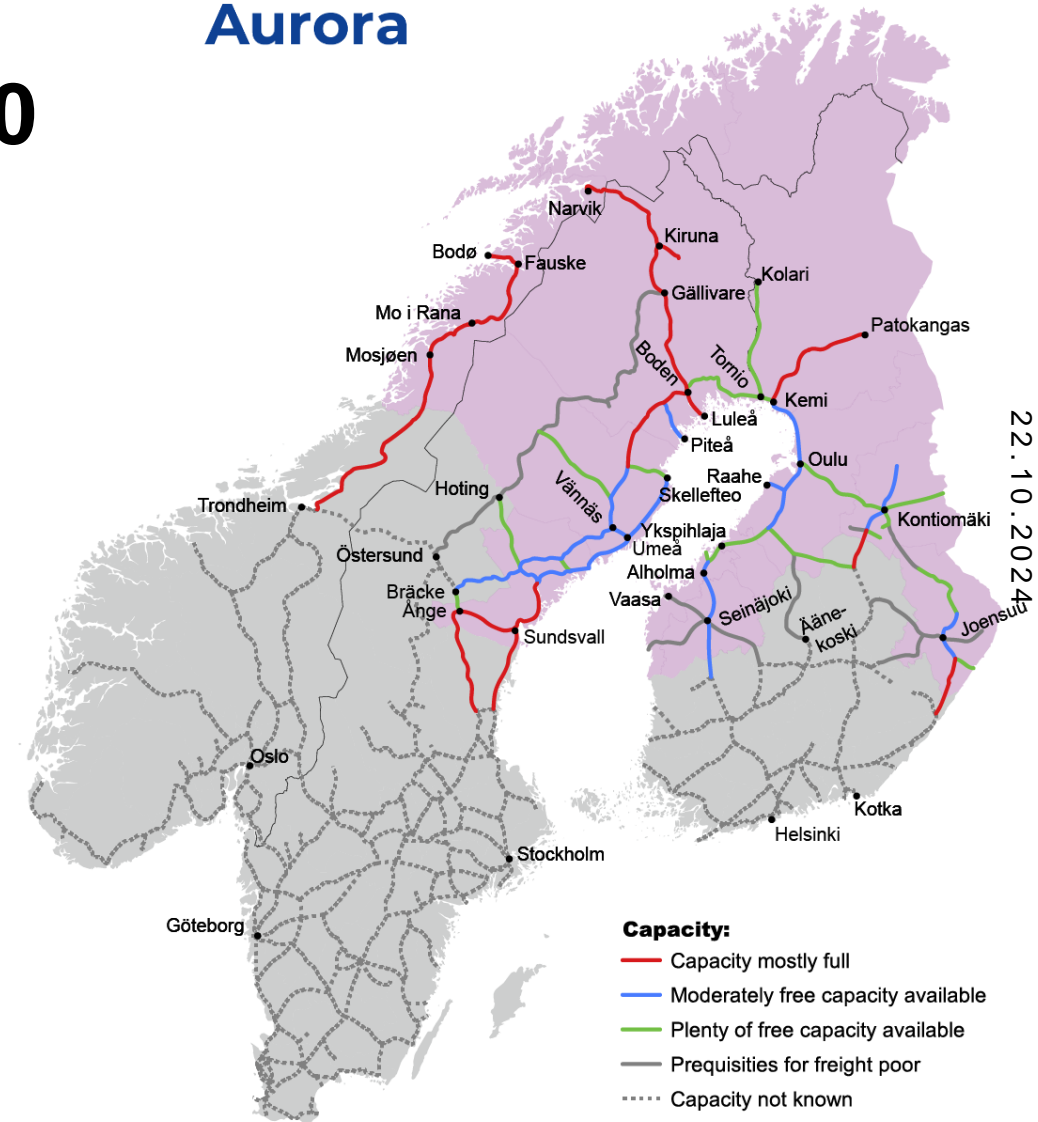 Aurora
0
Narvik
Kiruna
Bodø
Fauske
Kolari
Gällivare
Mo i Rana
Patokangas
Mosjøen
Boden
Tornio
Kemi
Luleå
Piteå
22.10.2024
Oulu
Raahe
Hoting
Vännäs
Skellefteo
Trondheim
Kontiomäki
Ykspihlaja
Umeå
Östersund
Alholma
Bräcke
Vaasa
Ånge
Seinäjoki
Ääne-
koski
Joensuu
Sundsvall
Oslo
Kotka
Helsinki
Stockholm
Göteborg
Capacity:
Capacity mostly full
Moderately free capacity available
Plenty of free capacity available
Prequisities for freight poor
Capacity not known